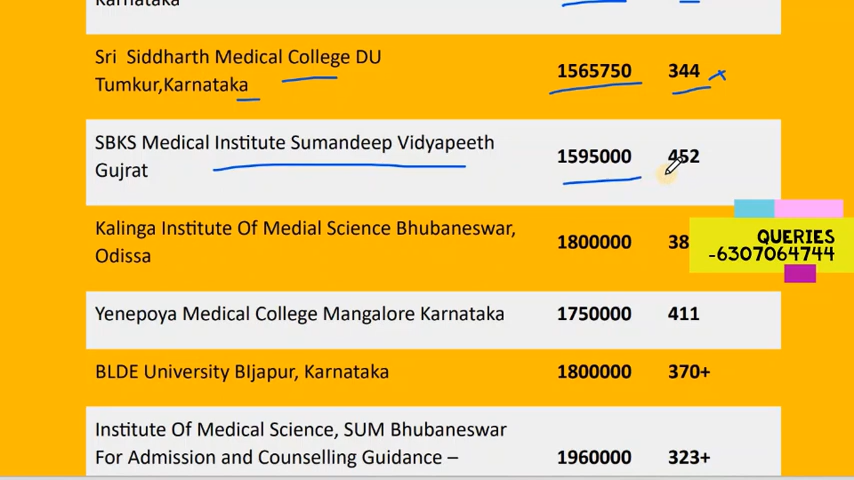 Karnataka
Sri Siddharth Medical College DU 1565750 344
Tumkur,Karnataka
SBKS Medical Institute Sumandeep Vidyapeeth 1595000 452
Gujrat
QUERIES
-6307064744
Kalinga Institute Of Medial Science Bhubaneswar, 1800000 38
Odissa
Yenepoya Medical College Mangalore Karnataka 1750000 411
BLDE University BIjapur, Karnataka 1800000 370+
Institute Of Medical Science, SUM Bhubaneswar
For Admission and Counselling Guidance – 1960000 323+